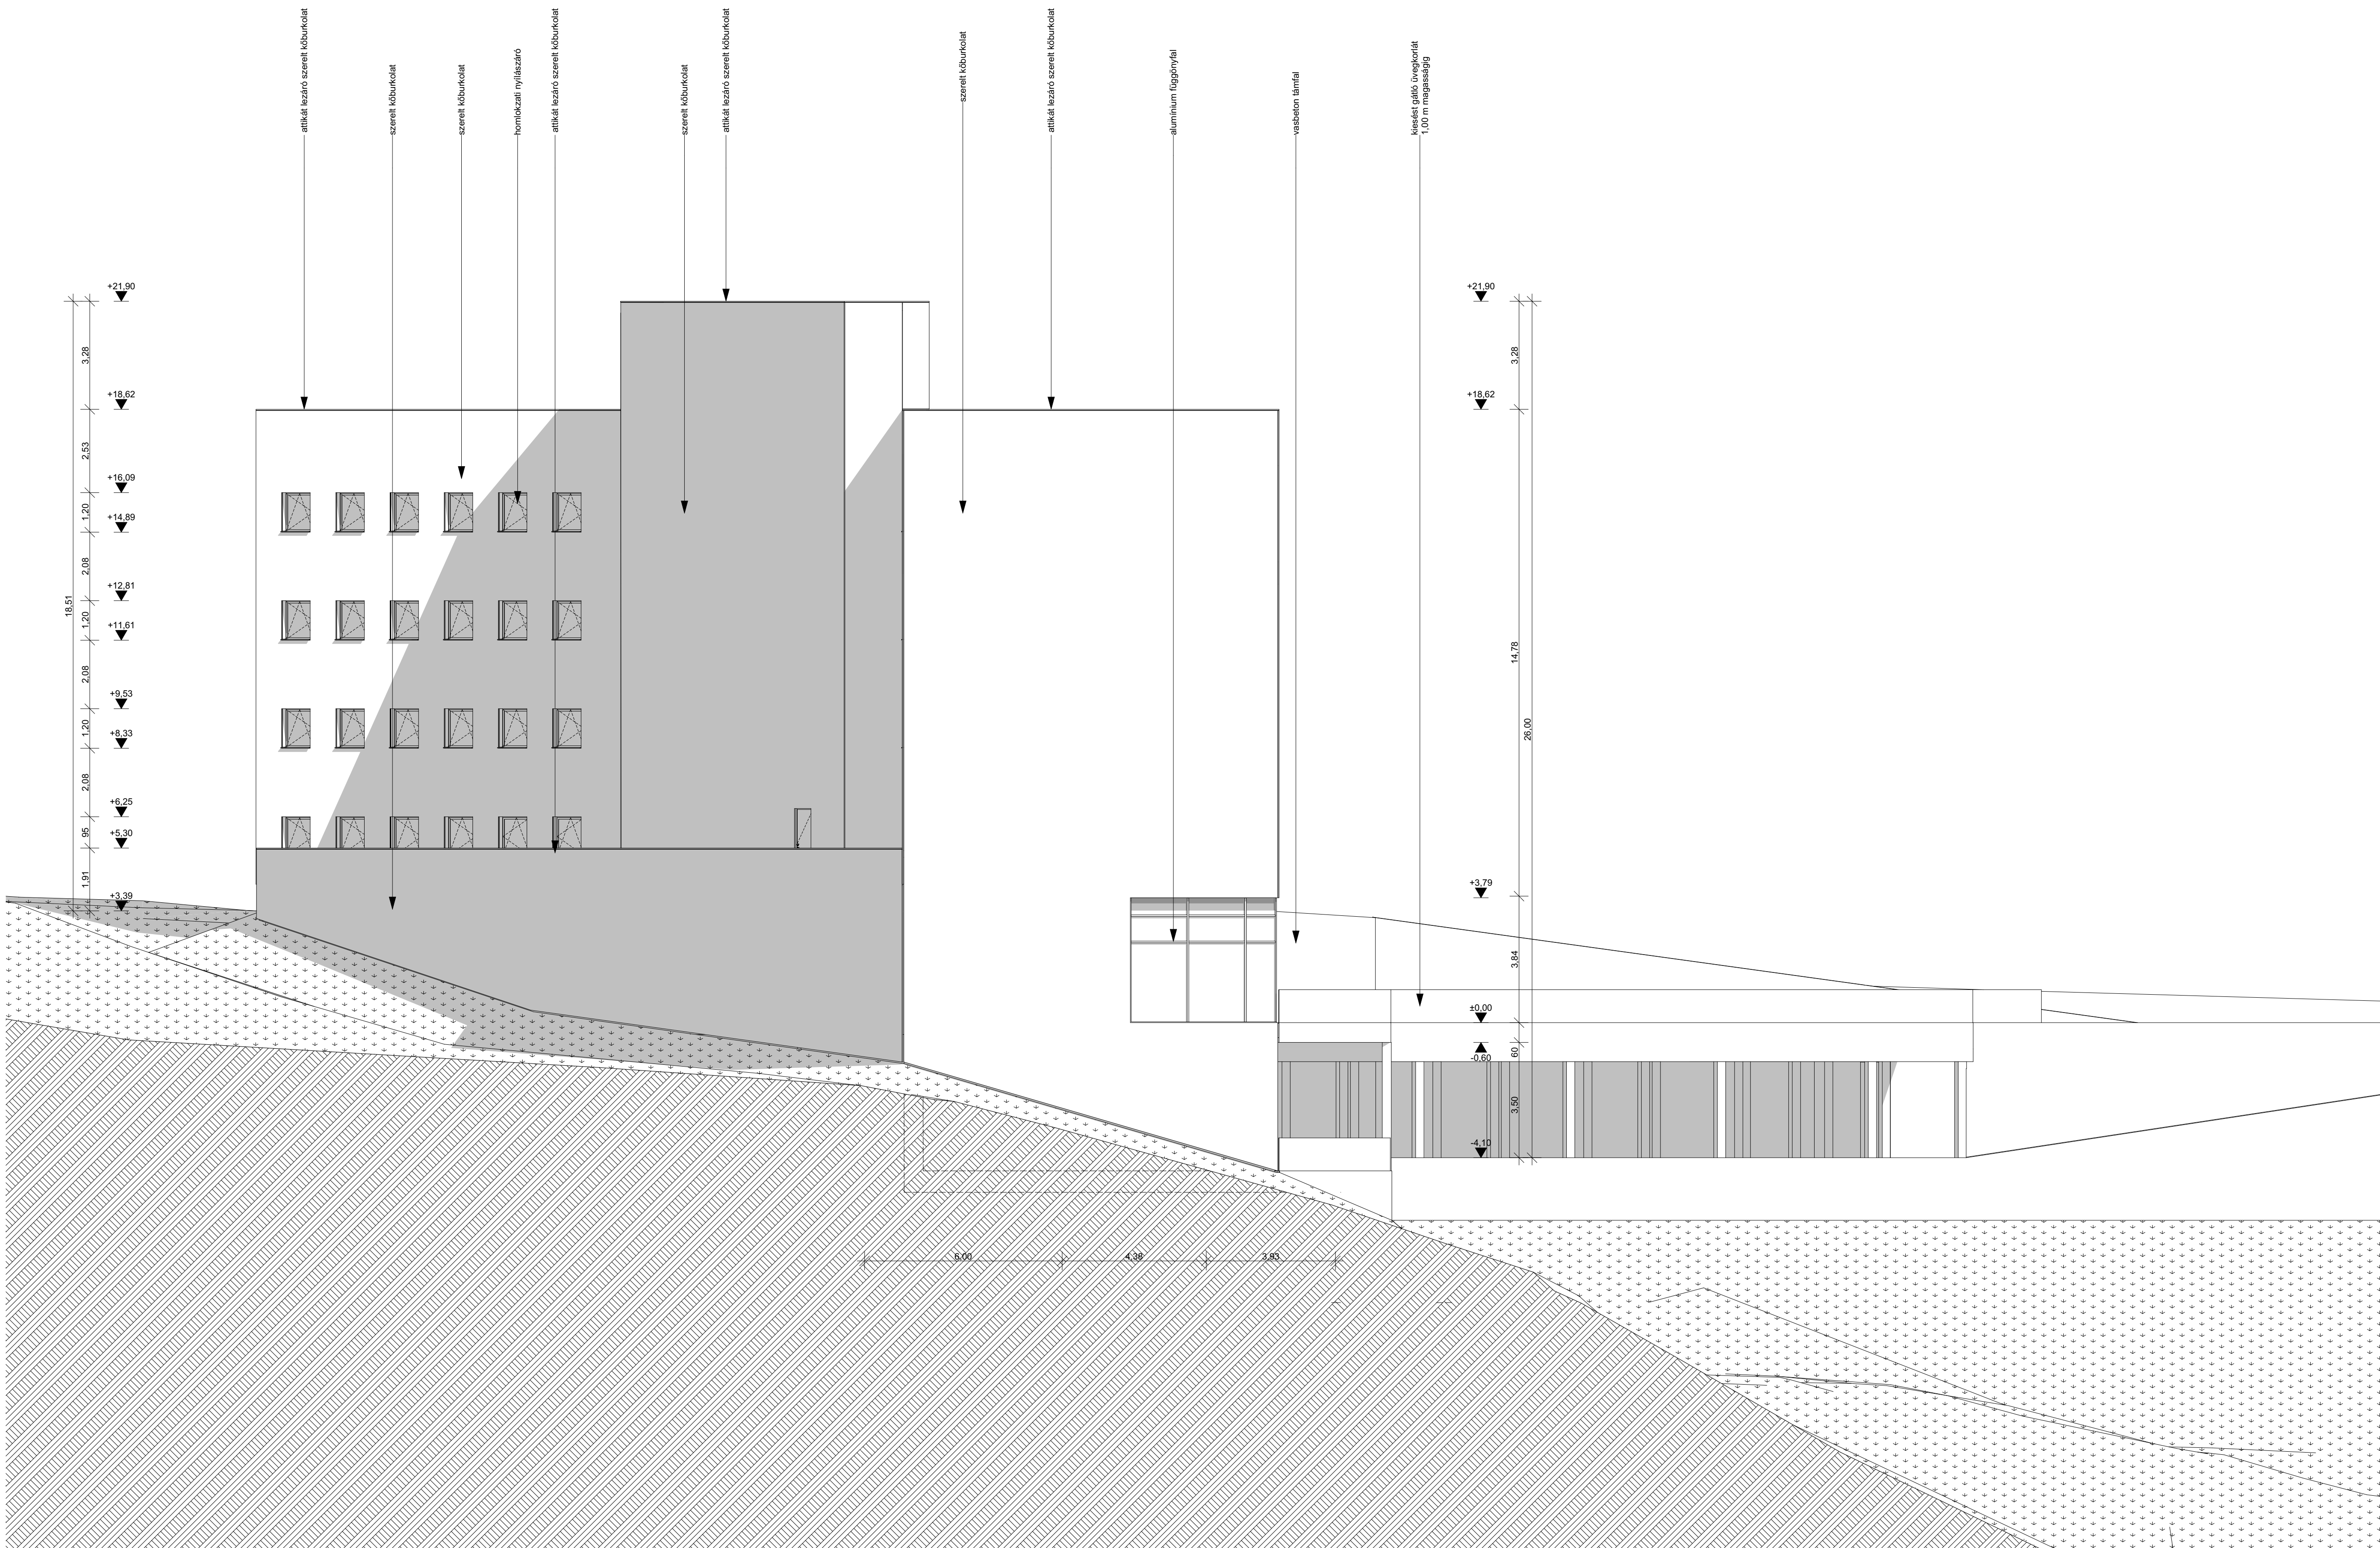 attikát lezáró szerelt kőburkolat
szerelt kőburkolat
szerelt kőburkolat
homlokzati nyílászáró
attikát lezáró szerelt kőburkolat
szerelt kőburkolat
attikát lezáró szerelt kőburkolat
szerelt kőburkolat
attikát lezáró szerelt kőburkolat
alumínium függönyfal
vasbeton támfal
kiesést gátló üvegkorlát
1,00 m magasságig
18,51
3,28
2,53
1,20
2,08
1,20
2,08
1,20
2,08
95
1,91
+21,90
+18,62
+16,09
+14,89
+12,81
+11,61
+9,53
+8,33
+6,25
+5,30
+3,39
+21,90
+18,62
+3,79
±0,00
-0,60
-4,10
3,28
14,78
3,84
60
3,50
26,00
6,00
4,38
3,93